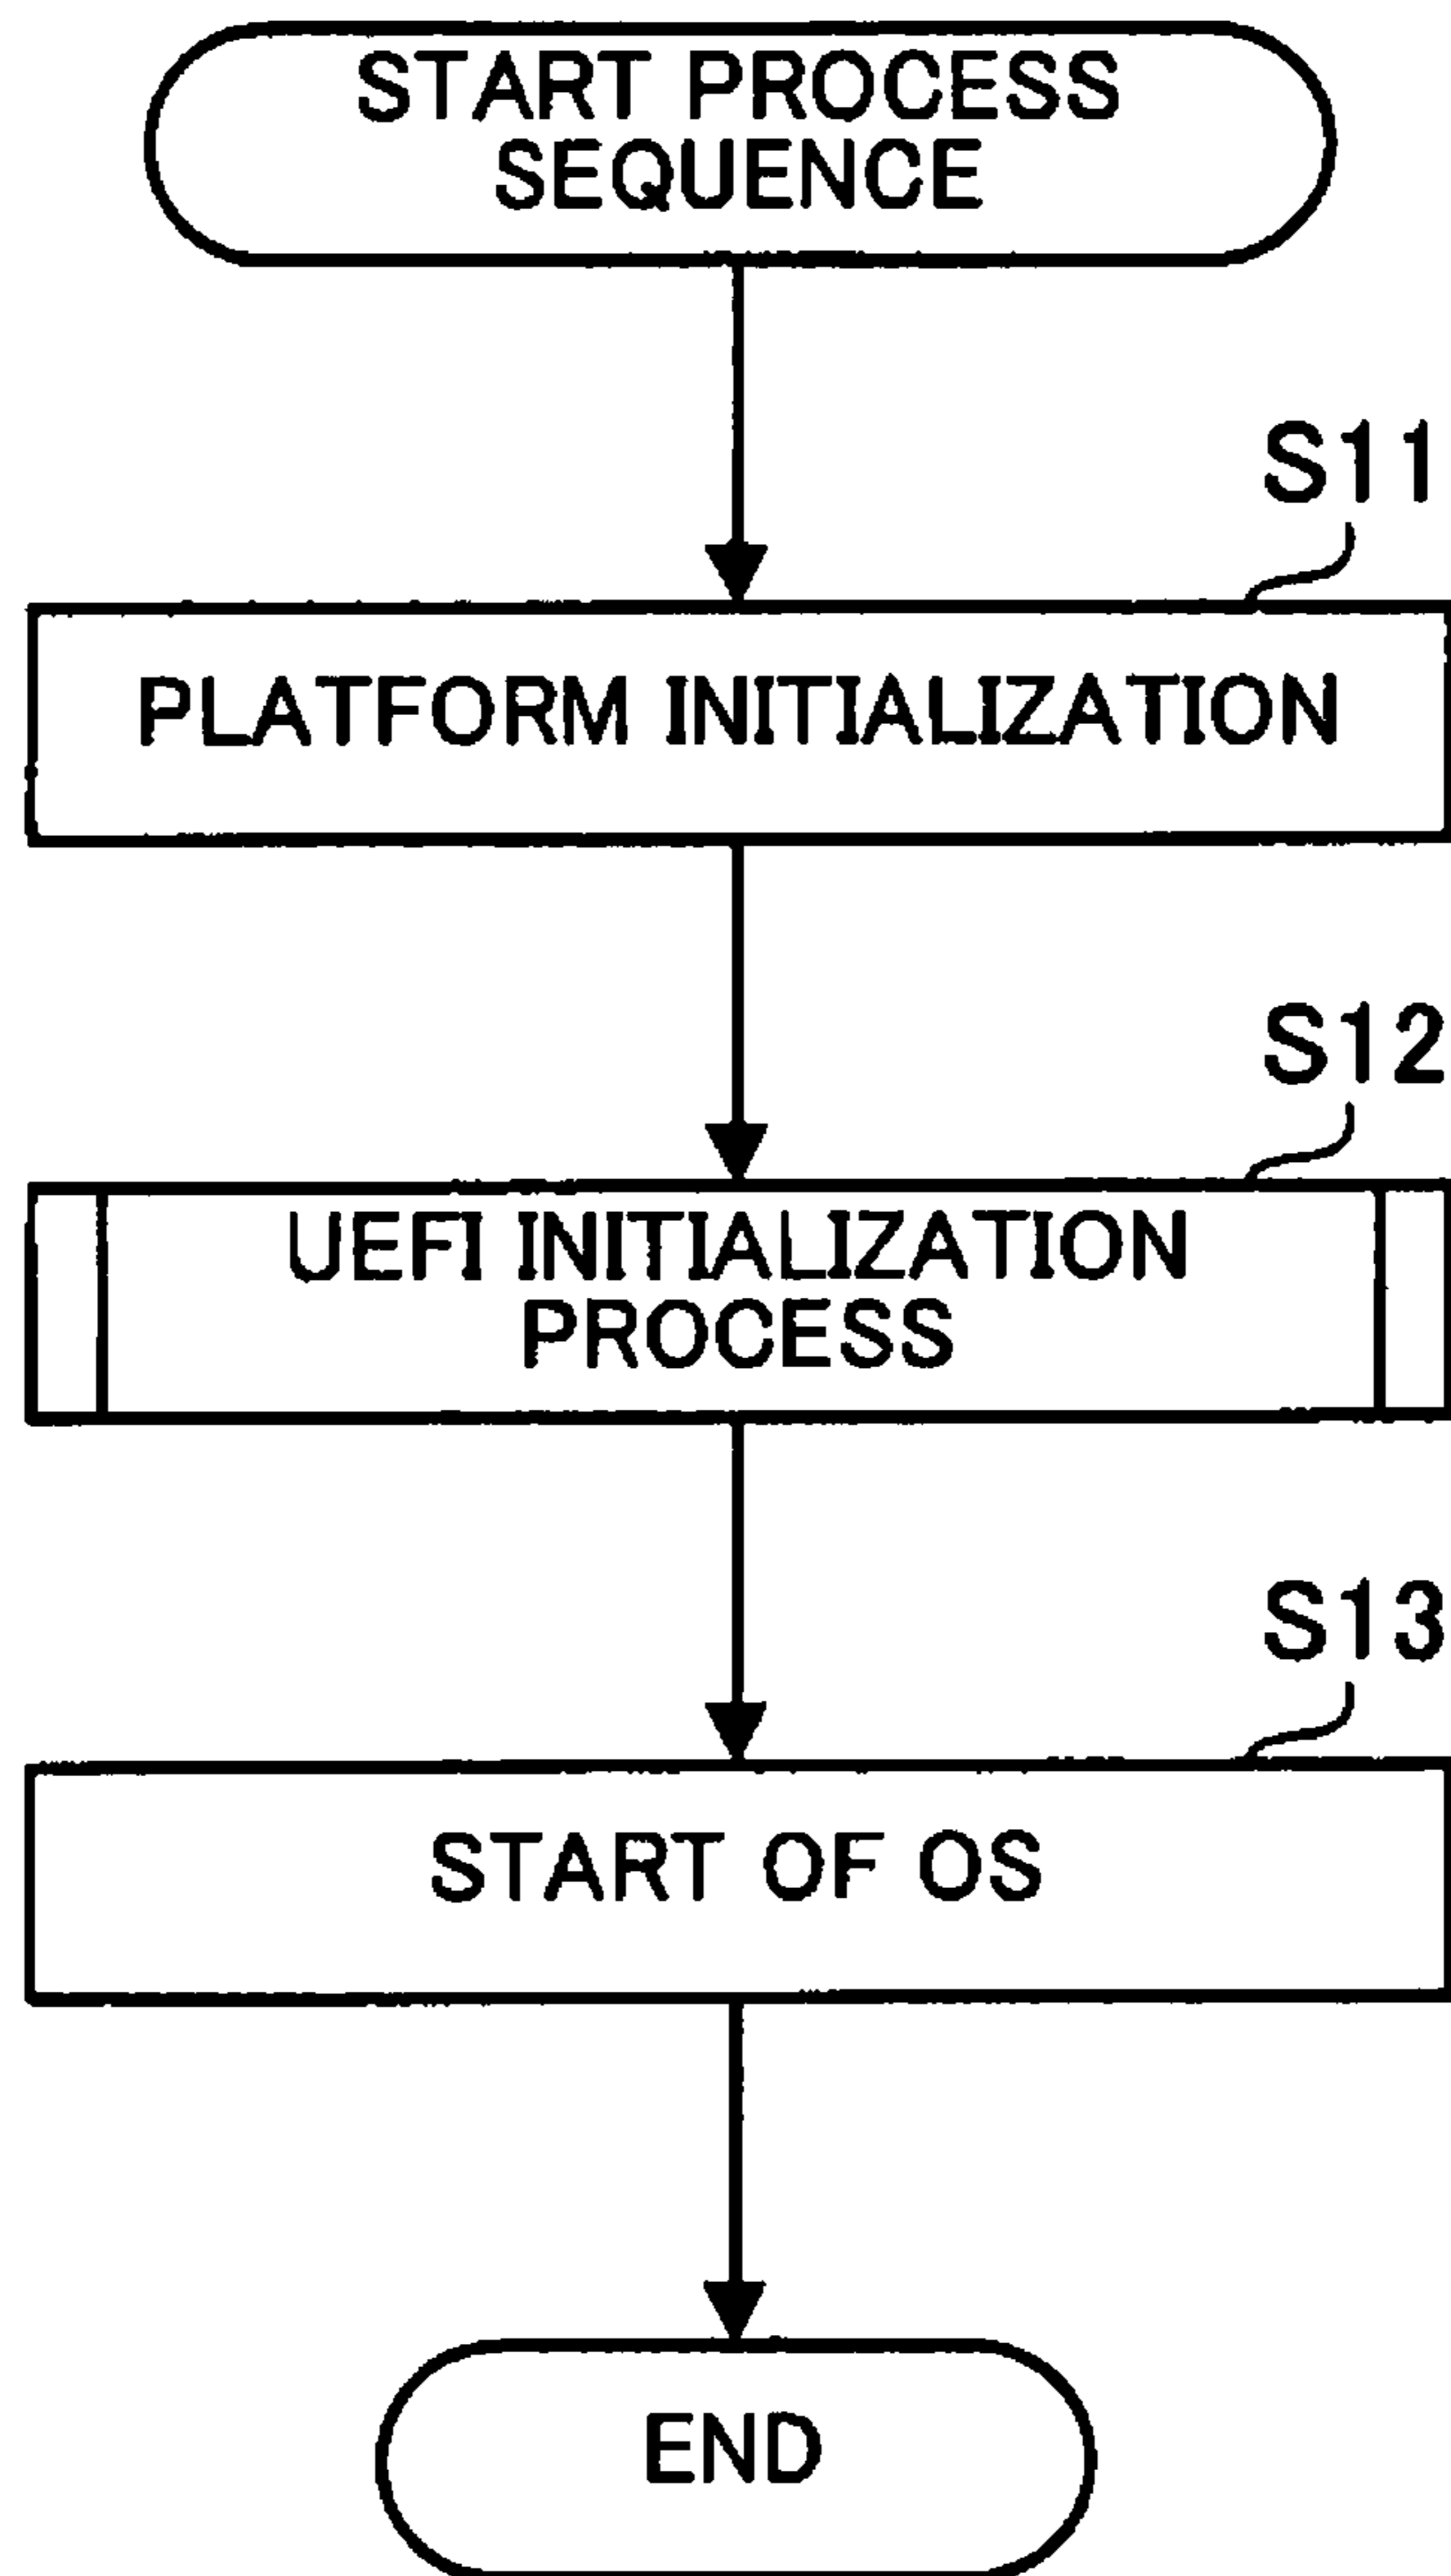 START PROCESS
SEQUENCE
S11
PLATFORM INITIALIZATION
S12
UEFI INITIALIZATION
PROCESS
S13
START OF OS
END